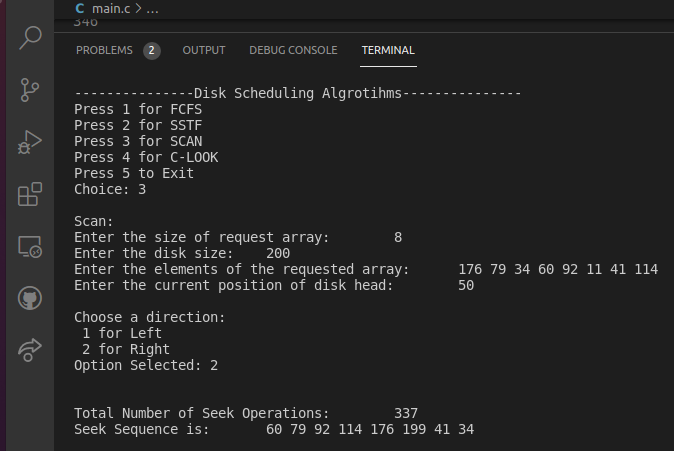 C main.c > ...
346
PROBLEMS 2 OUTPUT DEBUG CONSOLE TERMINAL
---------------Disk Scheduling Algrotihms---------------
Press 1 for FCFS
Press 2 for SSTF
Press 3 for SCAN
Press 4 for C-LOOK
Press 5 to Exit
Choice: 3
Scan:
Enter the size of request array: 8
Enter the disk size: 200
Enter the elements of the requested array: 176 79 34 60 92 11 41 114
Enter the current position of disk head: 50
Choose a direction:
1 for Left
2 for Right
Option Selected: 2
Total Number of Seek Operations: 337
Seek Sequence is: 60 79 92 114 176 199 41 34